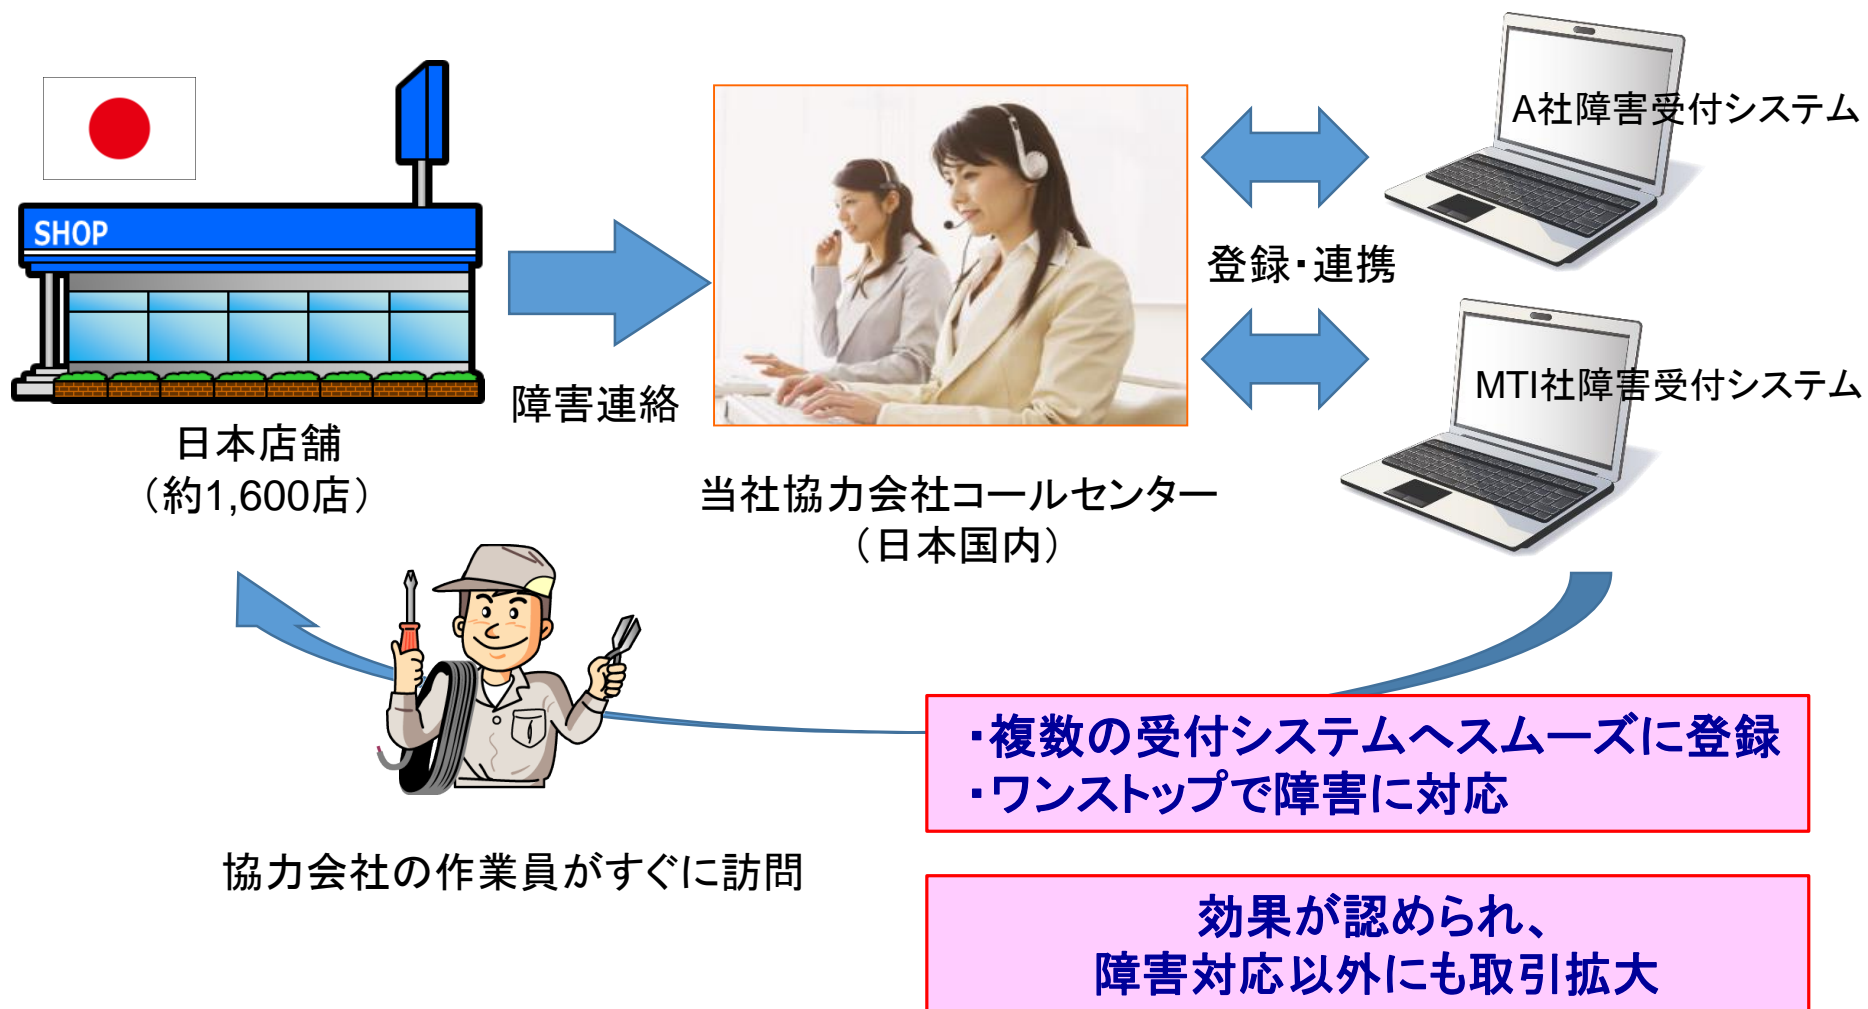 SHOP
日本店舗
（約1,600店）
障害連絡
当社協力会社コールセンター
（日本国内）
登録・連携
A社障害受付システム
MTI社障害受付システム
協力会社の作業員がすぐに訪問
・複数の受付システムへスムーズに登録
・ワンストップで障害に対応
効果が認められ、
障害対応以外にも取引拡大